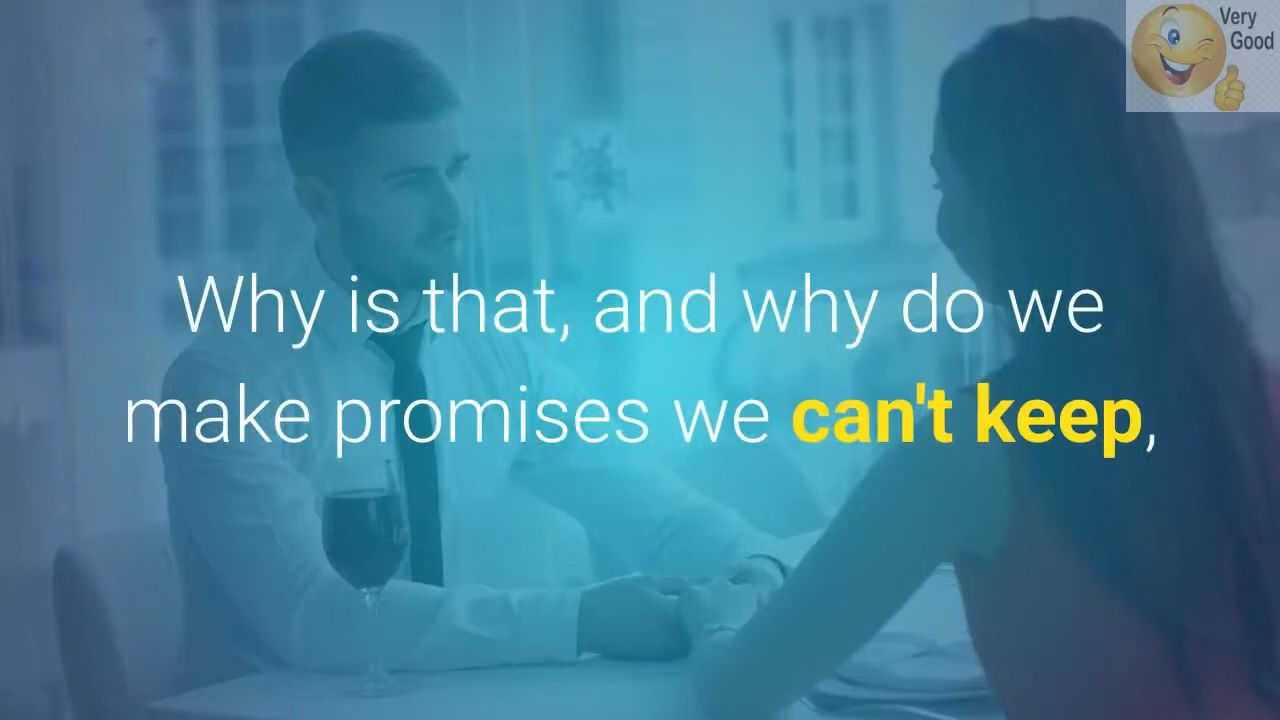 Very
Good
Why is that, and why do we
make promises we can't keep,